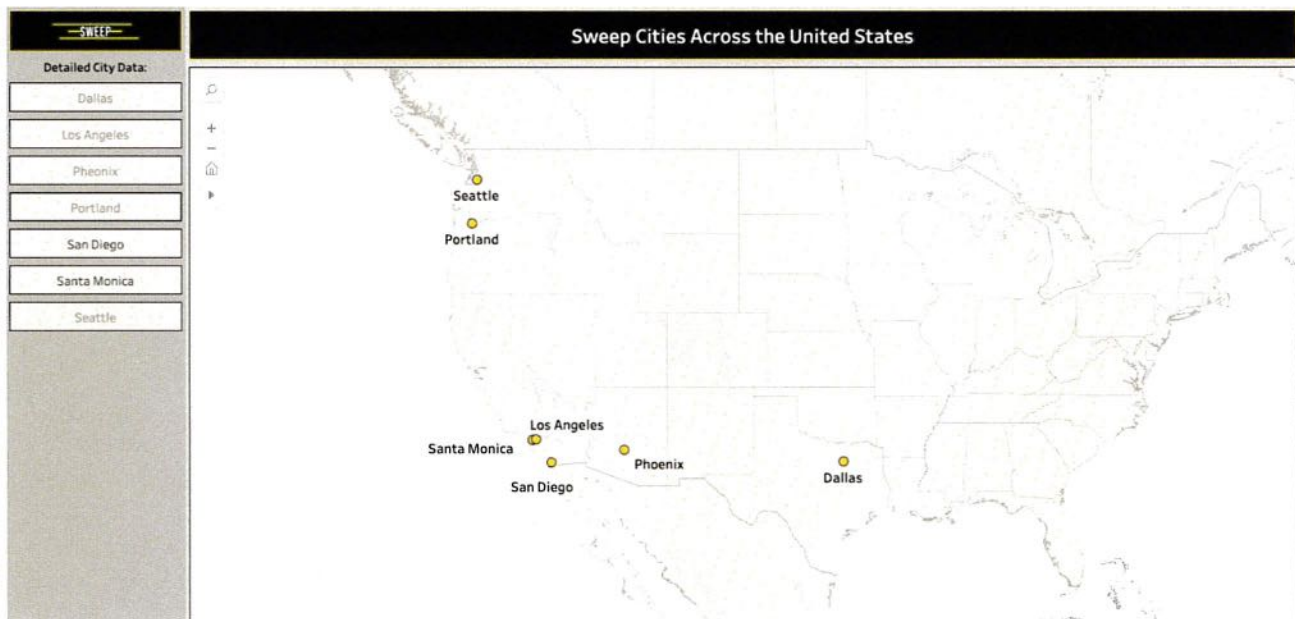 SWEEP
Sweep Cities Across the United States
Detailed City Data:
Dallas
Los Angeles
Pheonix
Portland
San Diego
Santa Monica
Seattle
Seattle
Portland
Los Angeles
Santa Monica
Phoenix
San Diego
Dallas